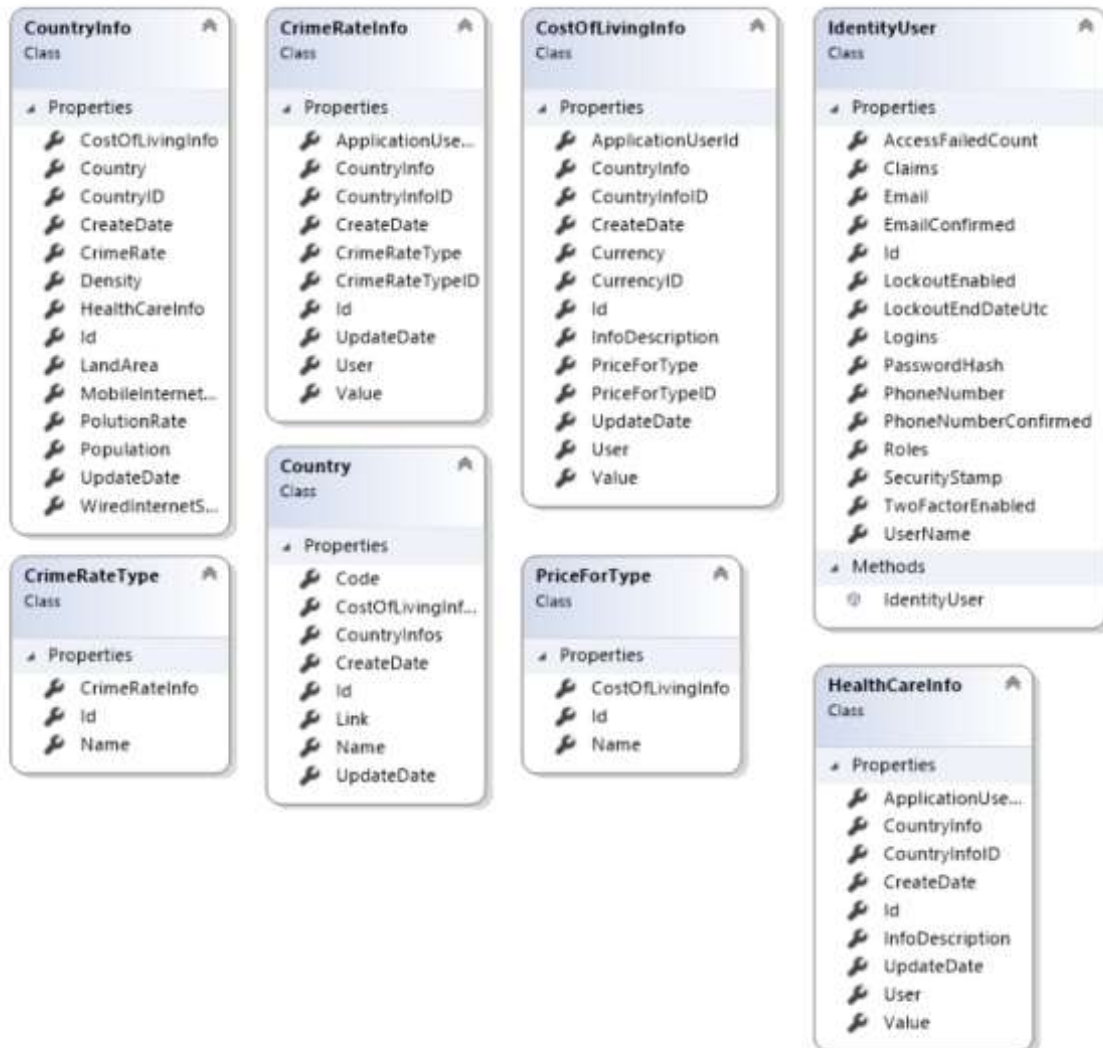 CountryInfo
Class
Properties
CostOfLivingInfo
Country
CountryID
CreateDate
CrimeRate
Density
HealthCareInfo
Id
LandArea
MobileInternet...
PolutionRate
Population
UpdateDate
WiredInternetS...
CrimeRateType
Class
Properties
CrimeRateInfo
Id
Name
CrimeRateInfo
Class
Properties
ApplicationUse...
CountryInfo
CountryInfoID
CreateDate
CrimeRateType
CrimeRateTypeID
Id
UpdateDate
User
Value
Country
Class
Properties
Code
CostOfLivingInf...
CountryInfos
CreateDate
Id
Link
Name
UpdateDate
CostOfLivingInfo
Class
Properties
ApplicationUserId
CountryInfo
CountryInfoID
CreateDate
Currency
CurrencyID
Id
InfoDescription
PriceForType
PriceForTypeID
UpdateDate
User
Value
PriceForType
Class
Properties
CostOfLivingInfo
Id
Name
IdentityUser
Class
Properties
AccessFailedCount
Claims
Email
EmailConfirmed
Id
LockoutEnabled
LockoutEndDateUtc
Logins
PasswordHash
PhoneNumber
PhoneNumberConfirmed
Roles
SecurityStamp
TwoFactorEnabled
UserName
Methods
IdentityUser
HealthCareInfo
Class
Properties
ApplicationUse...
CountryInfo
CountryInfoID
CreateDate
Id
InfoDescription
UpdateDate
User
Value